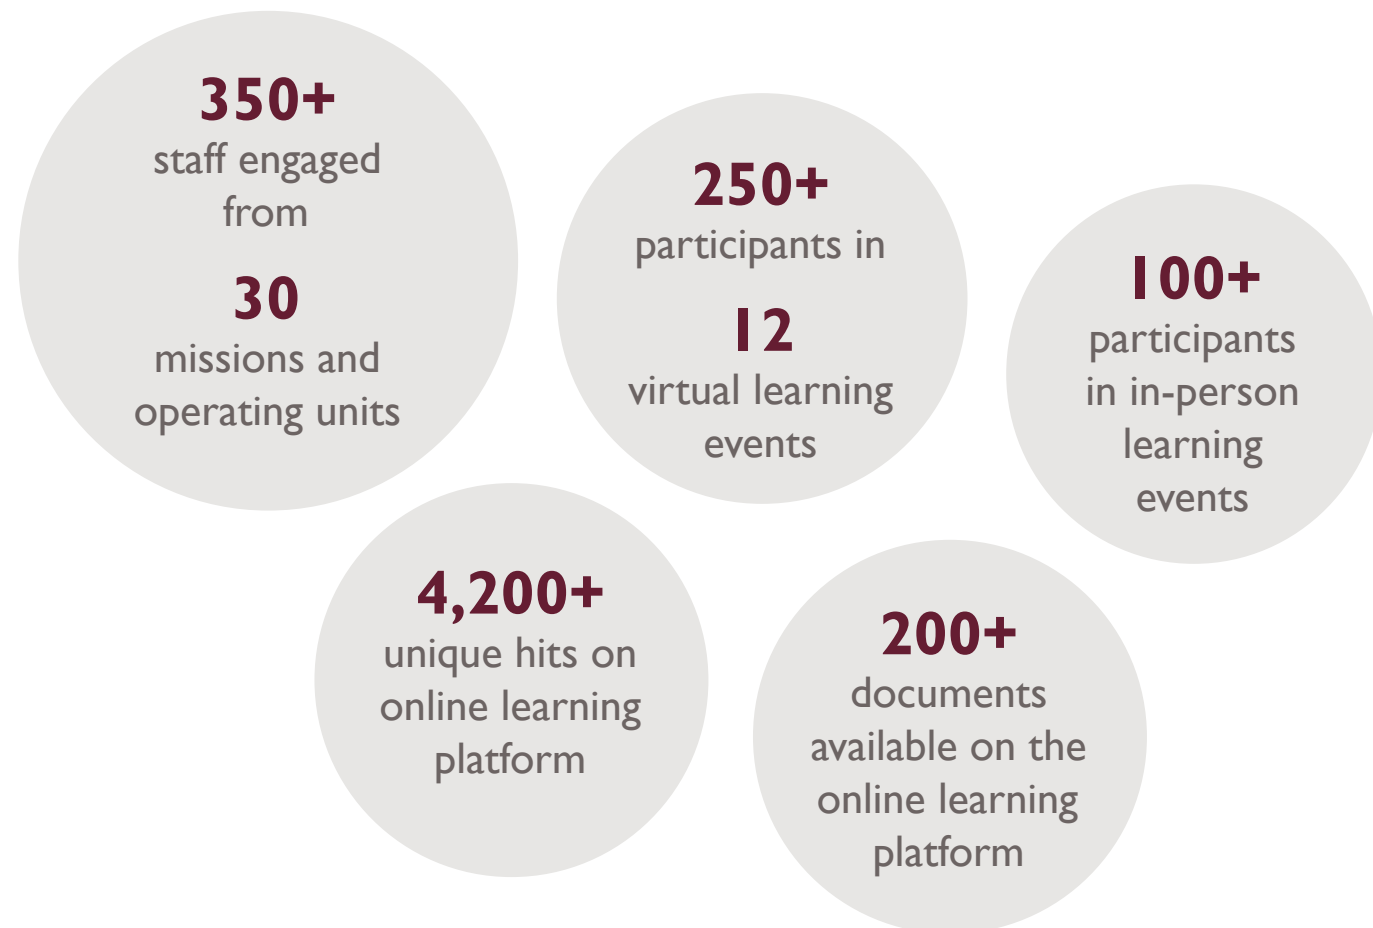 350+
staff engaged
from
30
missions and
operating units
250+
participants in
12
virtual learning
events
100+
participants
in in-person
learning
events
4,200+
unique hits on
online learning
platform
200+
documents
available on the
online learning
platform